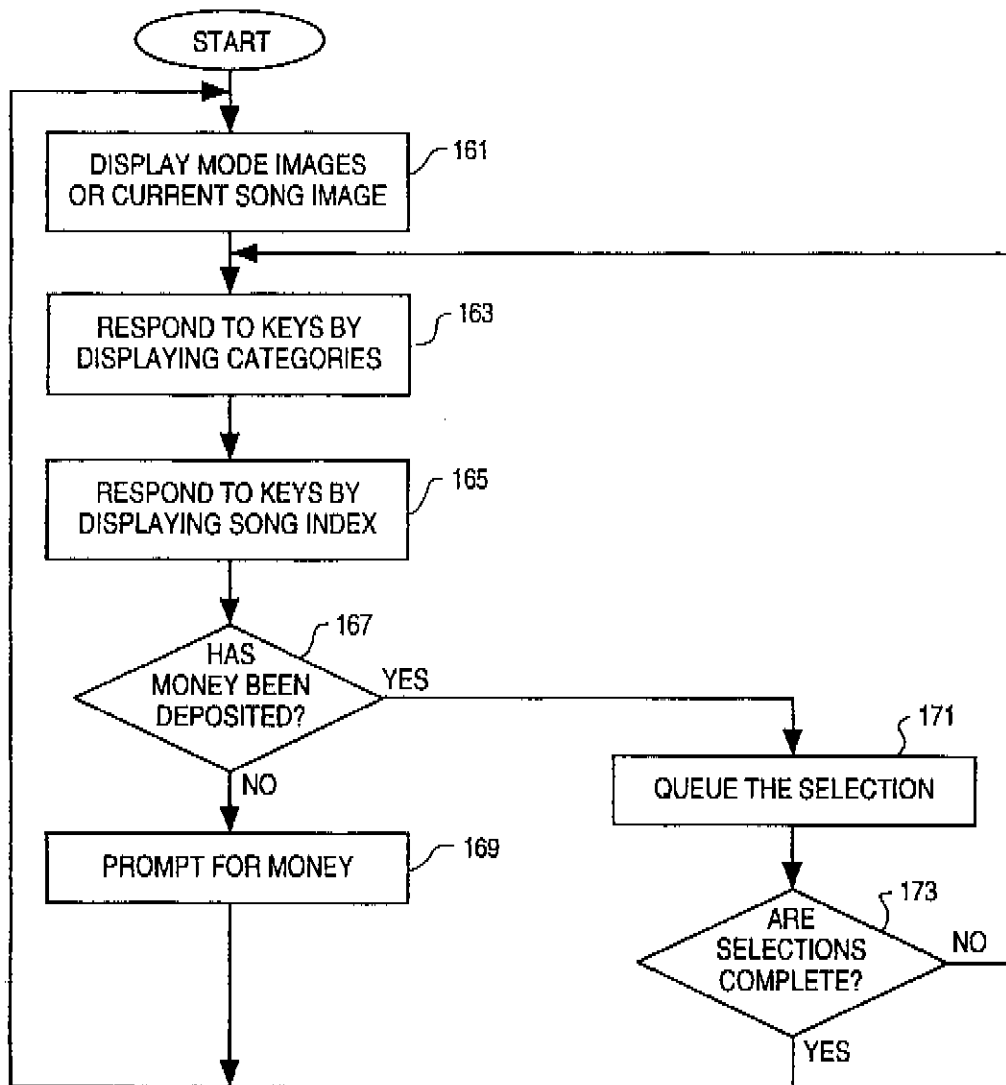 START
DISPLAY MODE IMAGES
OR CURRENT SONG IMAGE
161
RESPOND TO KEYS BY
DISPLAYING CATEGORIES
163
RESPOND TO KEYS BY
DISPLAYING SONG INDEX
165
HAS
MONEY BEEN
DEPOSITED?
167
YES
NO
QUEUE THE SELECTION
171
PROMPT FOR MONEY
169
ARE
SELECTIONS
COMPLETE?
173
NO
YES